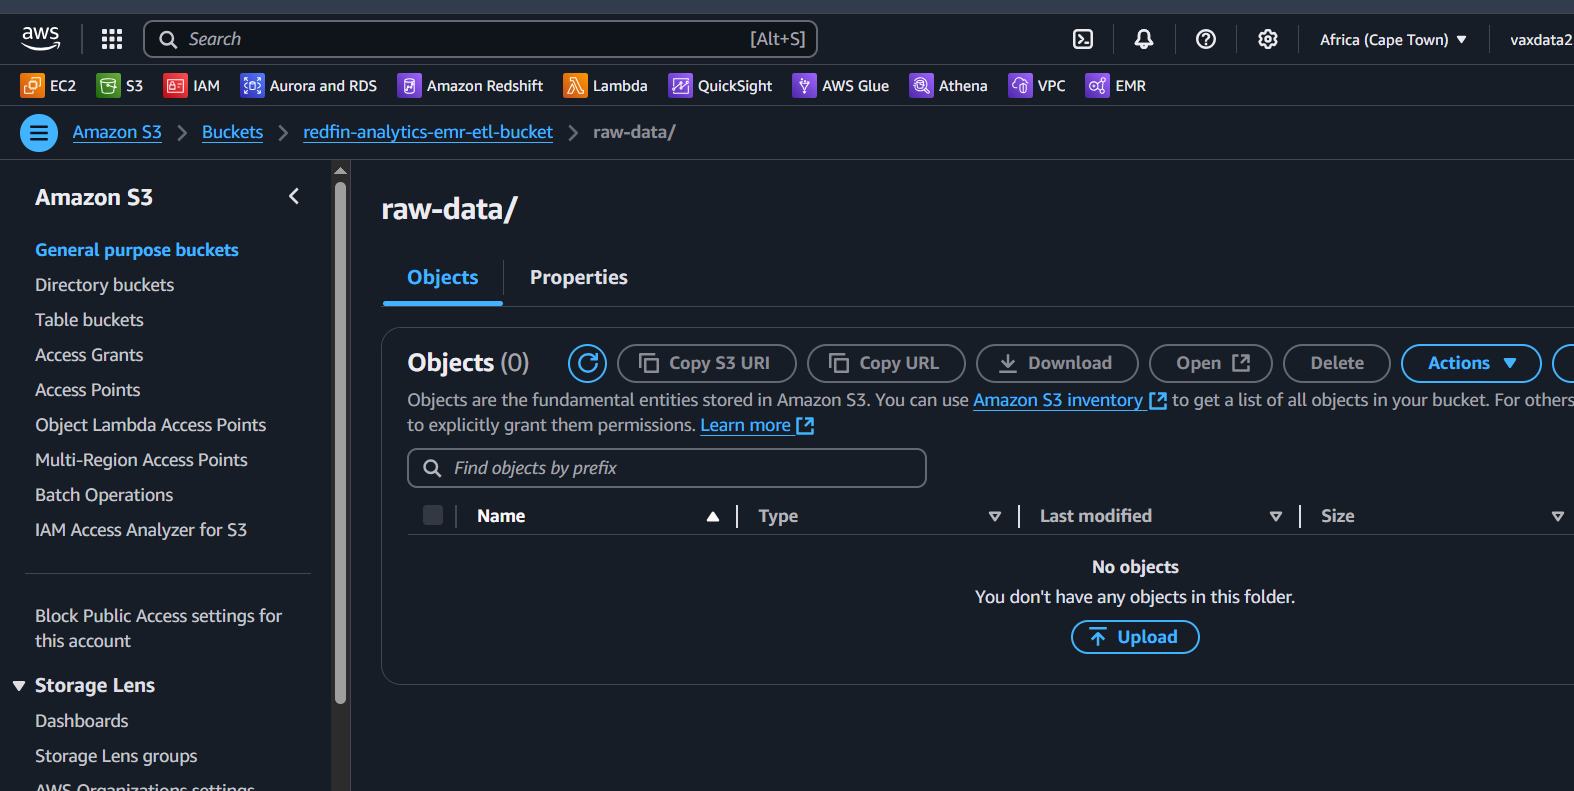 aws
Search [Alt+S]
Africa (Cape Town)
vaxdata2
EC2 S3 IAM Aurora and RDS Amazon Redshift Lambda QuickSight AWS Glue Athena VPC EMR
Amazon S3 Buckets redfin-analytics-emr-etl-bucket raw-data/
Amazon S3
General purpose buckets
Directory buckets
Table buckets
Access Grants
Access Points
Object Lambda Access Points
Multi-Region Access Points
Batch Operations
IAM Access Analyzer for S3
Block Public Access settings for
this account
Storage Lens
Dashboards
Storage Lens groups
AWS Organizations settings
raw-data/
Objects Properties
Objects (0) Copy S3 URI Copy URL Download Open Delete Actions
Objects are the fundamental entities stored in Amazon S3. You can use Amazon S3 inventory to get a list of all objects in your bucket. For others
to explicitly grant them permissions. Learn more
Find objects by prefix
Name Type Last modified Size
No objects
You don't have any objects in this folder.
Upload